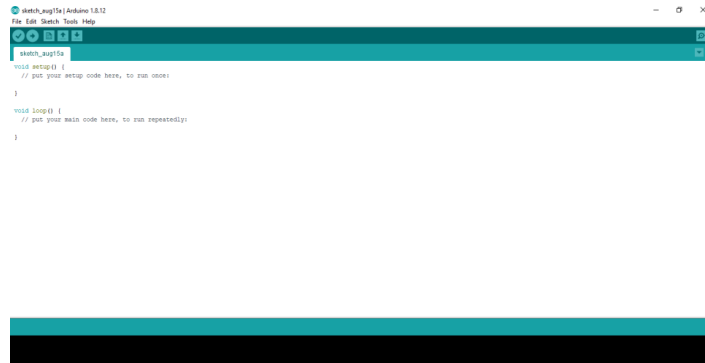 sketch_aug15a | Arduino 1.8.12
File Edit Sketch Tools Help
sketch_aug15a
void setup() {
  // put your setup code here, to run once:
}
void loop() {
  // put your main code here, to run repeatedly:
}